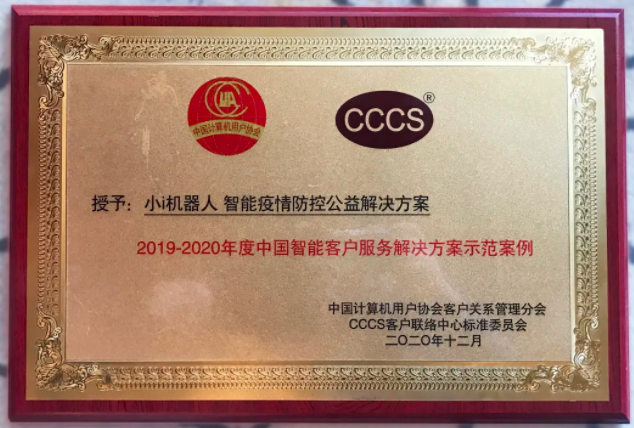 中国计算机用户协会
CCCS®
授予：小i机器人 智能疫情防控公益解决方案
2019-2020年度中国智能客户服务解决方案示范案例
中国计算机用户协会客户关系管理分会
CCCS客户联络中心标准委员会
二〇二〇年十二月